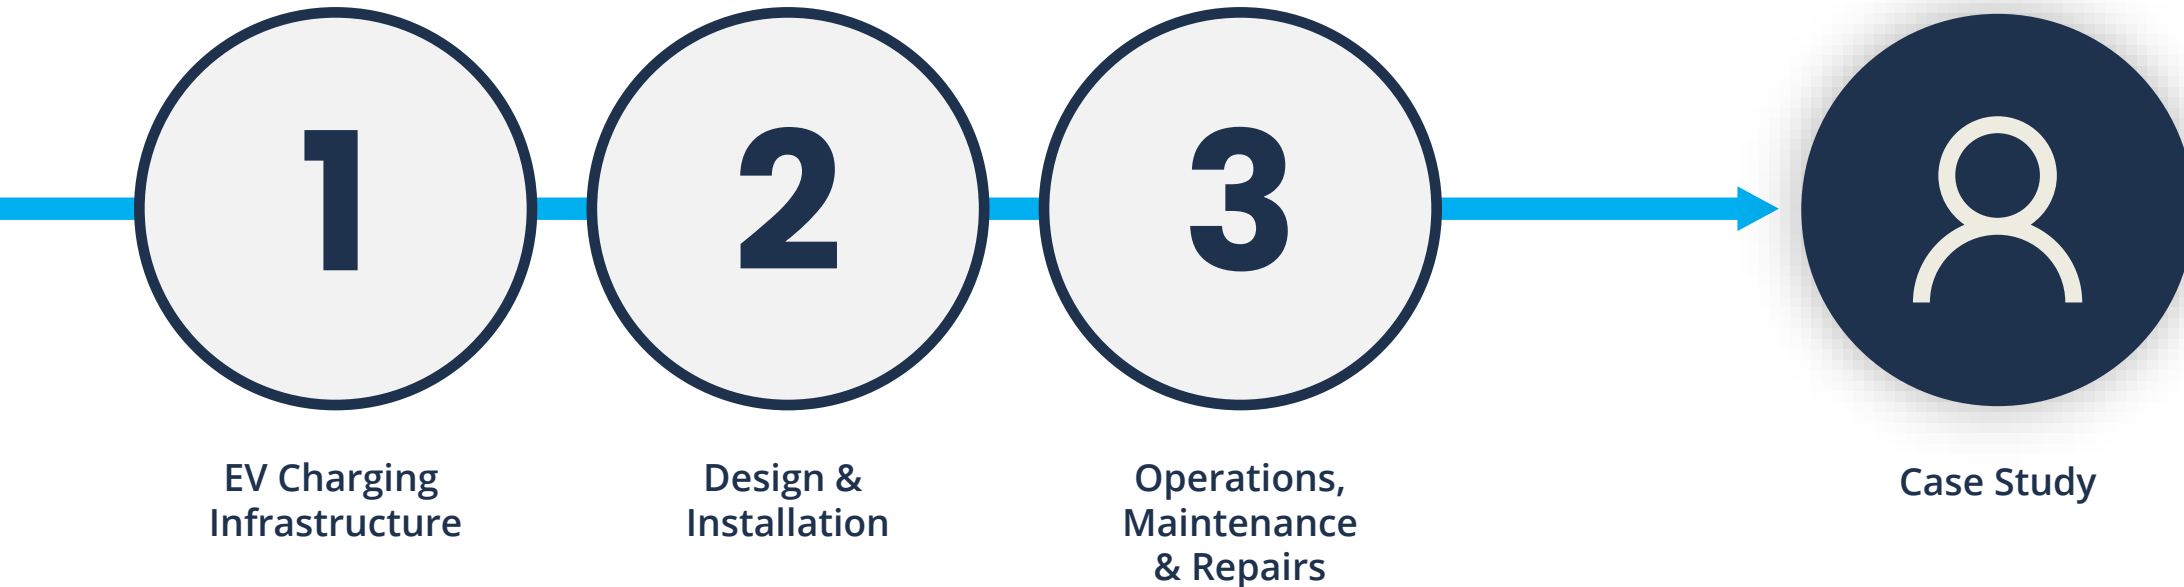 1
2
3
EV Charging
Infrastructure
Design &
Installation
Operations,
Maintenance
& Repairs
Case Study